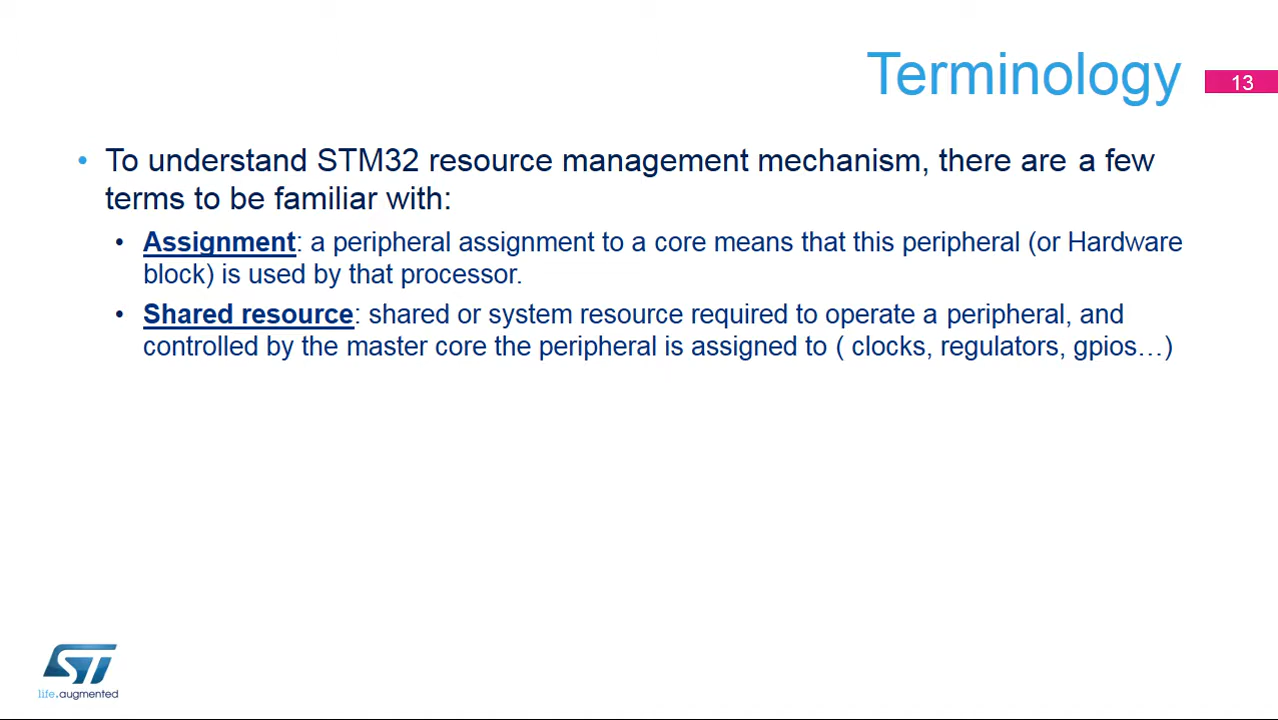 Terminology
13
• To understand STM32 resource management mechanism, there are a few
terms to be familiar with:
• Assignment: a peripheral assignment to a core means that this peripheral (or Hardware
block) is used by that processor.
• Shared resource: shared or system resource required to operate a peripheral, and
controlled by the master core the peripheral is assigned to ( clocks, regulators, gpios…)
ST
life.augmented